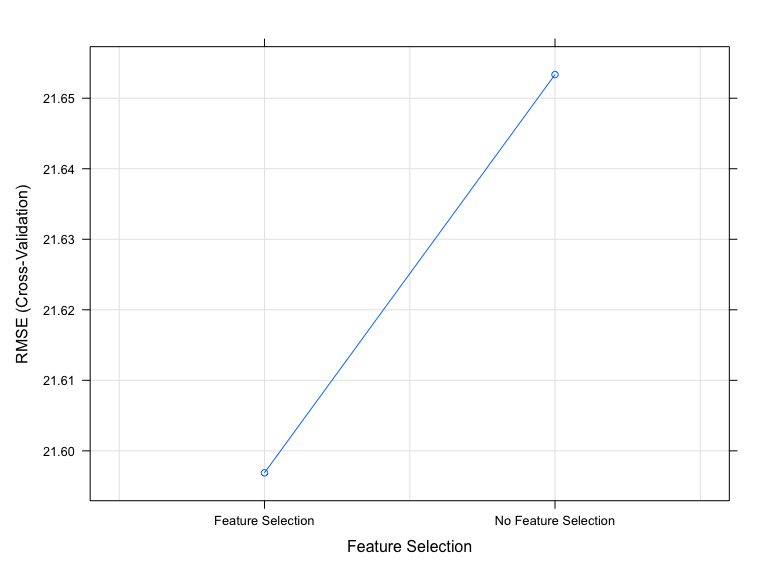 21.65
21.64
21.63
21.62
21.61
21.60
RMSE (Cross-Validation)
Feature Selection
No Feature Selection
Feature Selection